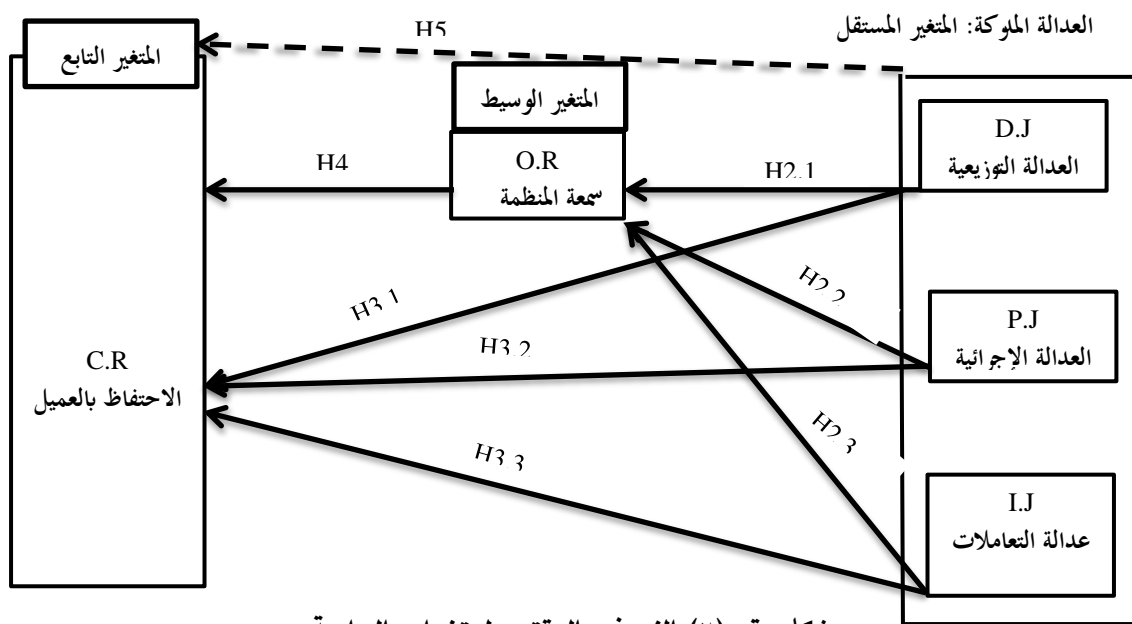 العدالة الملوكة: المتغير المستقل
H5
المتغير التابع
المتغير الوسيط
D.J
العدالة التوزيعية
H2.1
O.R
سمعة المنظمة
H4
H2.2
H3.1
P.J
العدالة الإجرائية
H3.2
C.R
الاحتفاظ بالعميل
H2.3
H3.3
I.J
عدالة التعاملات